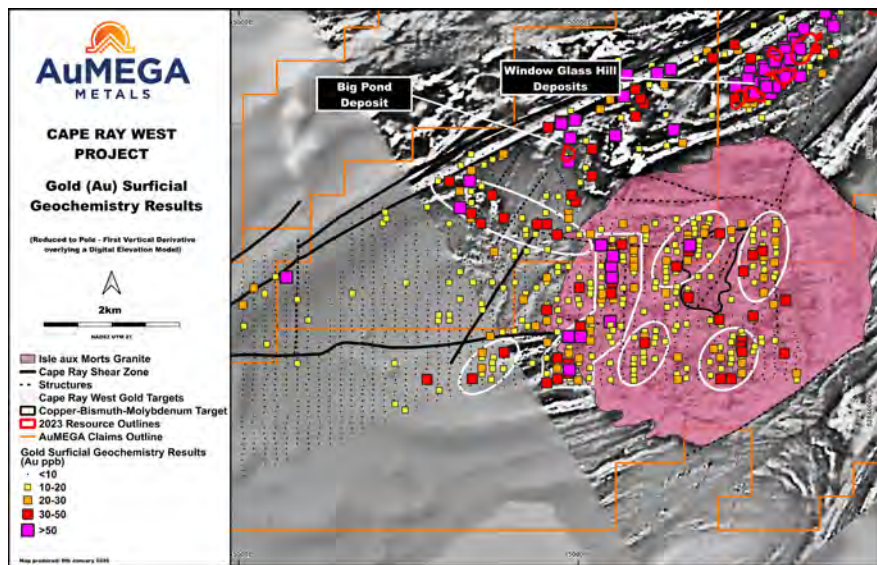 AuMEGA
METALS
CAPE RAY WEST
PROJECT
Gold (Au) Surficial
Geochemistry Results
(Reduced to Pole - First Vertical Derivative
overlying a Digital Elevation Model)
2km
NAD83 UTM 21
Isle aux Morts Granite
Cape Ray Shear Zone
Structures
Cape Ray West Gold Targets
Copper-Bismuth-Molybdenum Target
2023 Resource Outlines
AuMEGA Claims Outline
Gold Surficial Geochemistry Results
(Au ppb)
<10
10-20
20-30
30-50
>50
Big Pond
Deposit
Window Glass Hill
Deposits